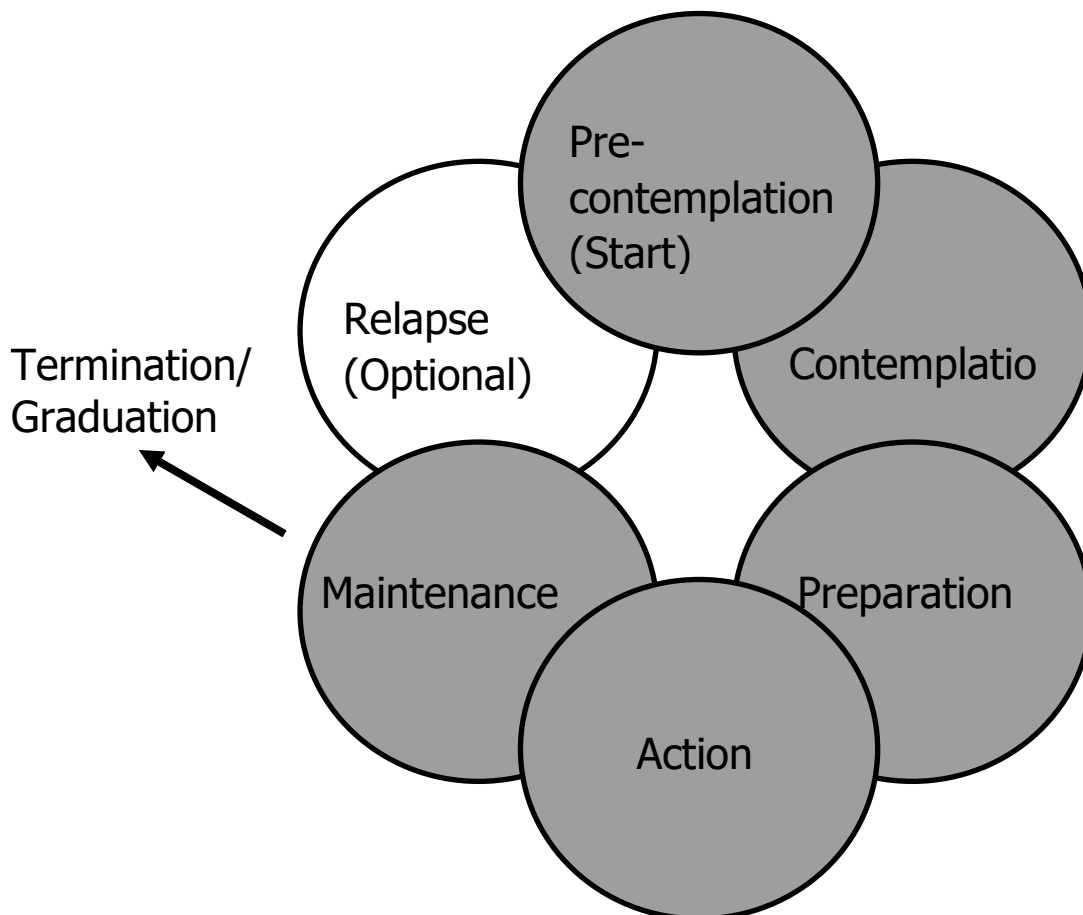 Pre-
contemplation
(Start)
Contemplatio
Preparation
Action
Maintenance
Relapse
(Optional)
Termination/
Graduation